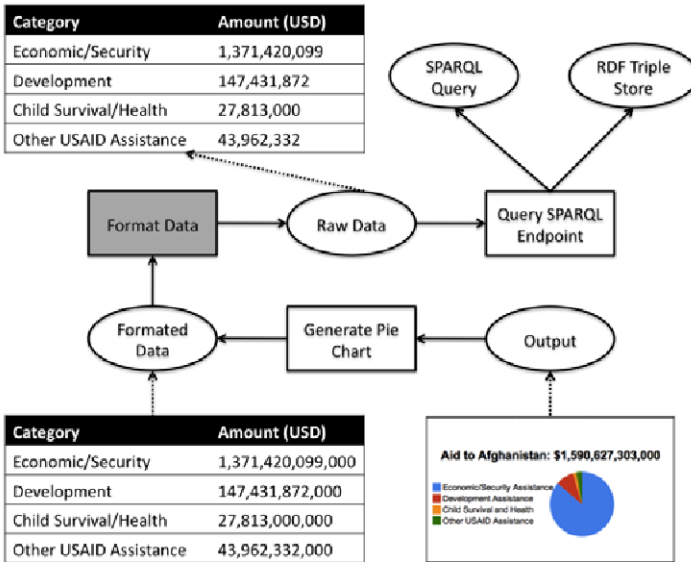 Category Amount (USD)
Economic/Security 1,371,420,099
Development 147,431,872
Child Survival/Health 27,813,000
Other USAID Assistance 43,962,332
SPARQL
Query
RDF Triple
Store
Format Data
Raw Data
Query SPARQL
Endpoint
Formated
Data
Generate Pie
Chart
Output
Category Amount (USD)
Economic/Security 1,371,420,099,000
Development 147,431,872,000
Child Survival/Health 27,813,000,000
Other USAID Assistance 43,962,332,000
Aid to Afghanistan: $1,590,627,303,000
Economic/Security Assistance
Development Assistance
Child Survival and Health
Other USAID Assistance